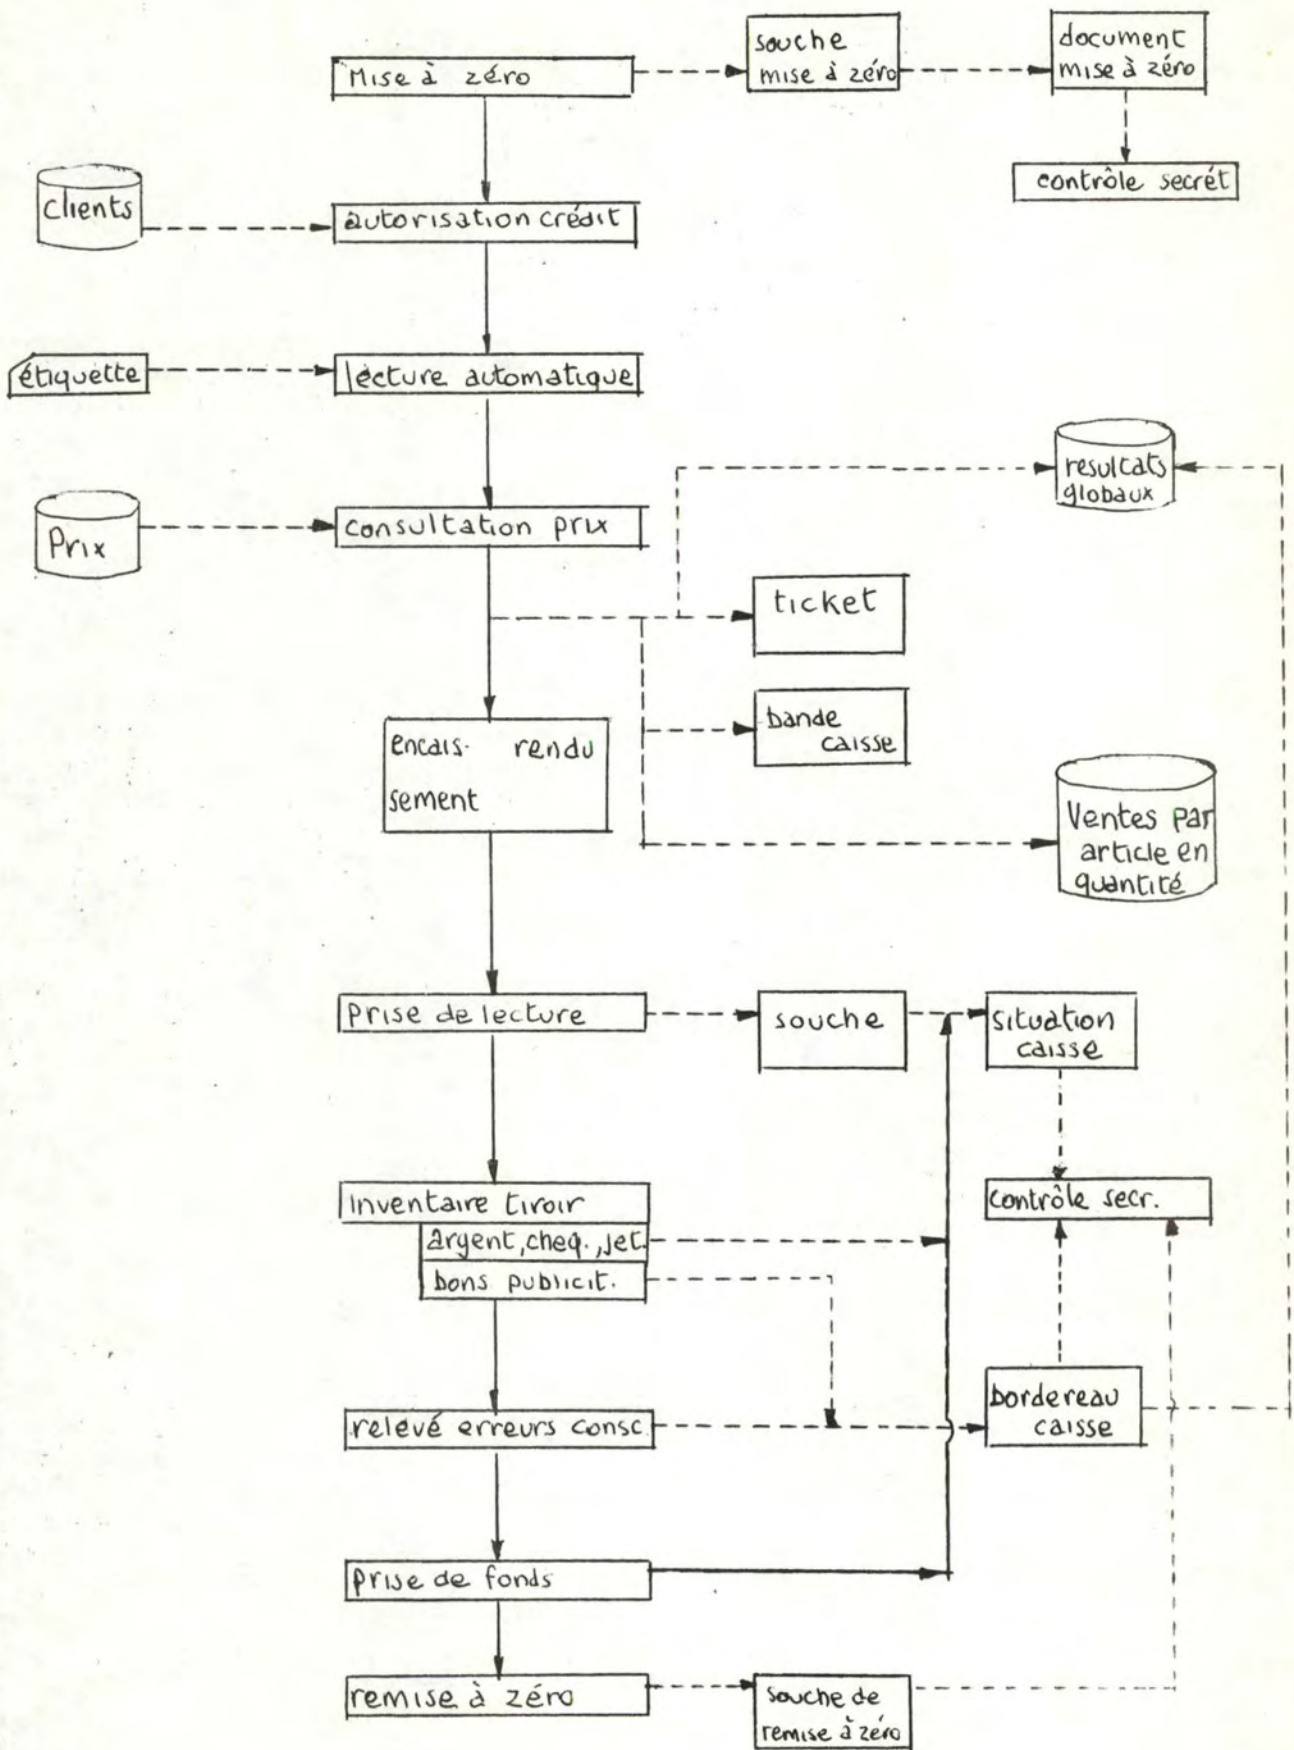 Mise à zéro
souche
mise à zéro
document
mise à zéro
contrôle secrét
clients
autorisation crédit
étiquette
lecture automatique
resultats
globaux
Prix
consultation prix
ticket
bande
caisse
encais- rendu
sement
Ventes par
article en
quantité
Prise de lecture
souche
situation
caisse
Inventaire tiroir
argent, cheq., jet.
bons publicit.
contrôle secr.
relevé erreurs consc.
bordereau
caisse
prise de fonds
remise à zéro
souche de
remise à zéro